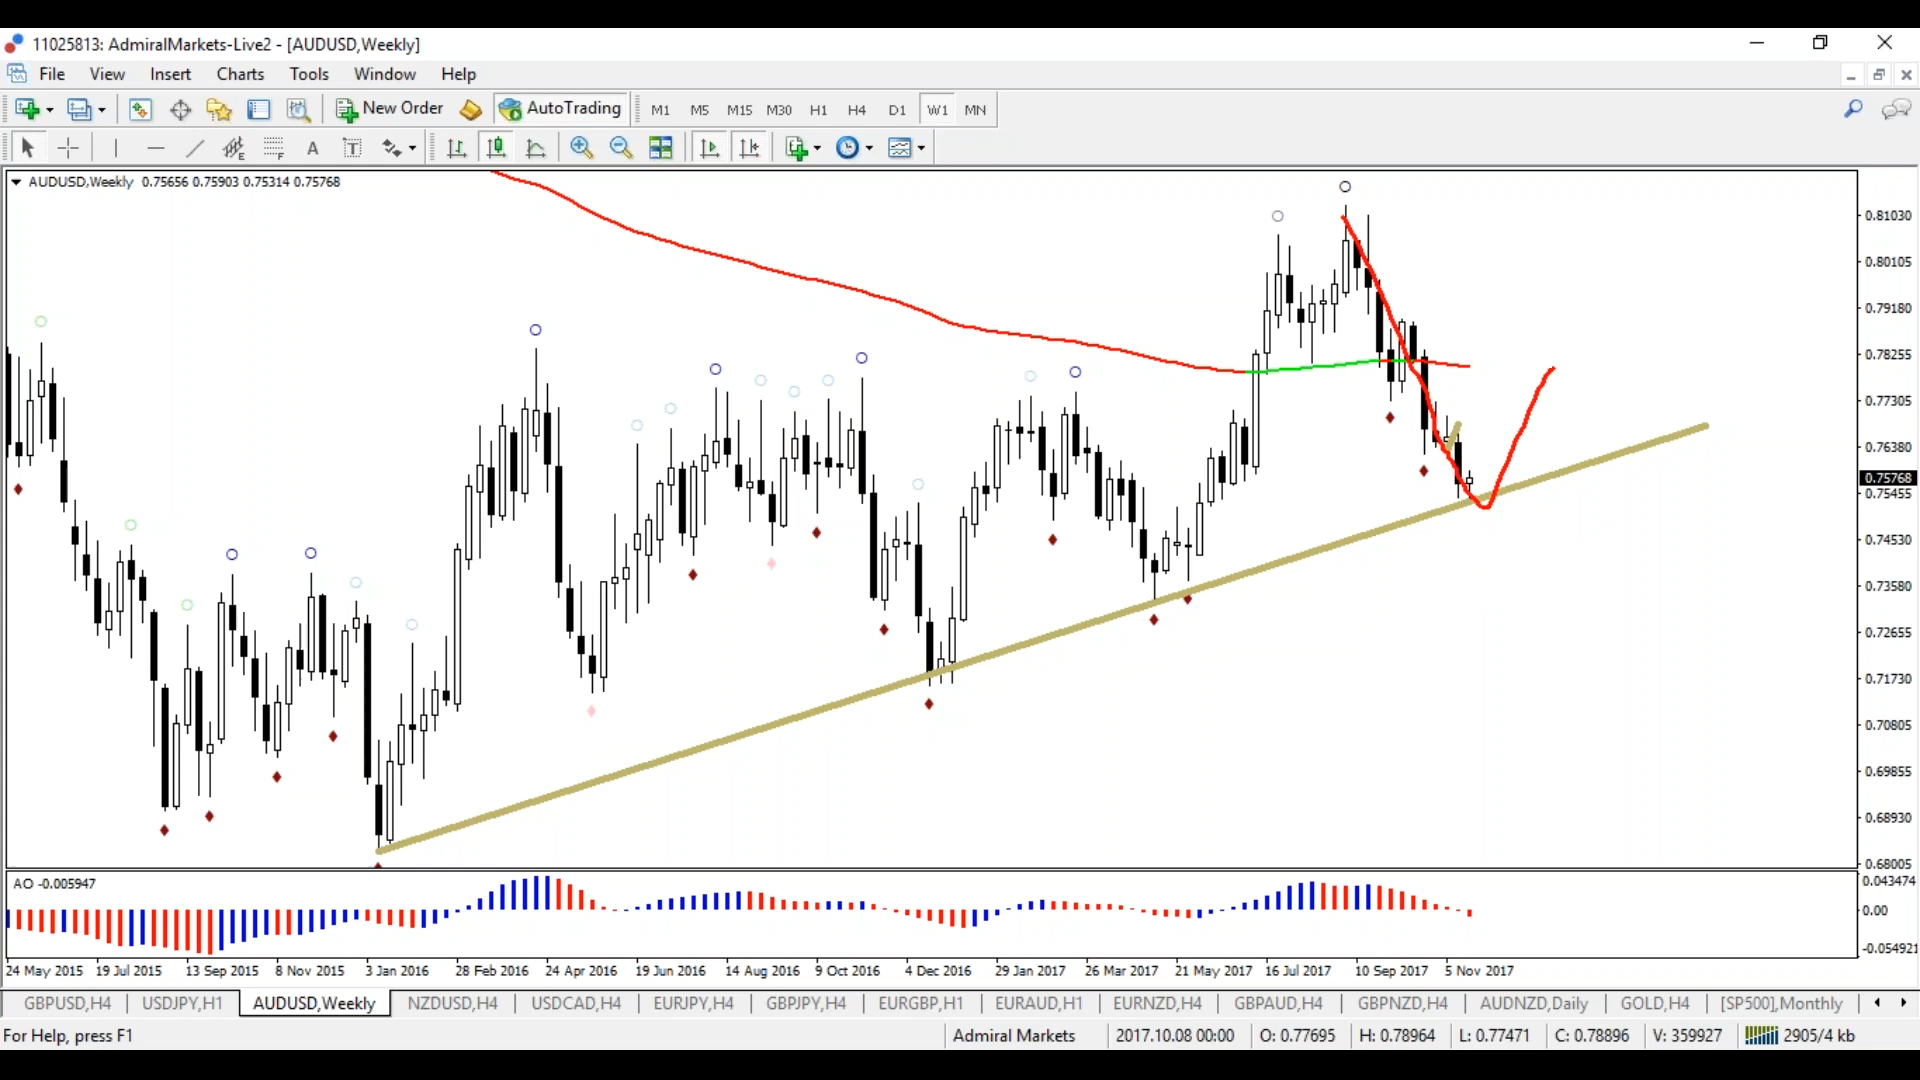 11025813: AdmiralMarkets-Live2 - [AUDUSD,Weekly]
File View Insert Charts Tools Window Help
New Order AutoTrading M1 M5 M15 M30 H1 H4 D1 W1 MN
A T
AUDUSD,Weekly 0.75656 0.75903 0.75314 0.75768
0.81030
0.80105
0.79180
0.78255
0.77305
0.76380
0.75768
0.75455
0.74530
0.73580
0.72655
0.71730
0.70805
0.69855
0.68930
0.68005
AO -0.005947
0.043474
0.00
-0.054921
24 May 2015 19 Jul 2015 13 Sep 2015 8 Nov 2015 3 Jan 2016 28 Feb 2016 24 Apr 2016 19 Jun 2016 14 Aug 2016 9 Oct 2016 4 Dec 2016 29 Jan 2017 26 Mar 2017 21 May 2017 16 Jul 2017 10 Sep 2017 5 Nov 2017
GBPUSD,H4 USDJPY,H1 AUDUSD,Weekly NZDUSD,H4 USDCAD,H4 EURJPY,H4 GBPJPY,H4 EURGBP,H1 EURAUD,H1 EURNZD,H4 GBPAUD,H4 GBPNZD,H4 AUDNZD,Daily GOLD,H4 [SP500],Monthly
For Help, press F1 Admiral Markets 2017.10.08 00:00 O: 0.77695 H: 0.78964 L: 0.77471 C: 0.78896 V: 359927 2905/4 kb